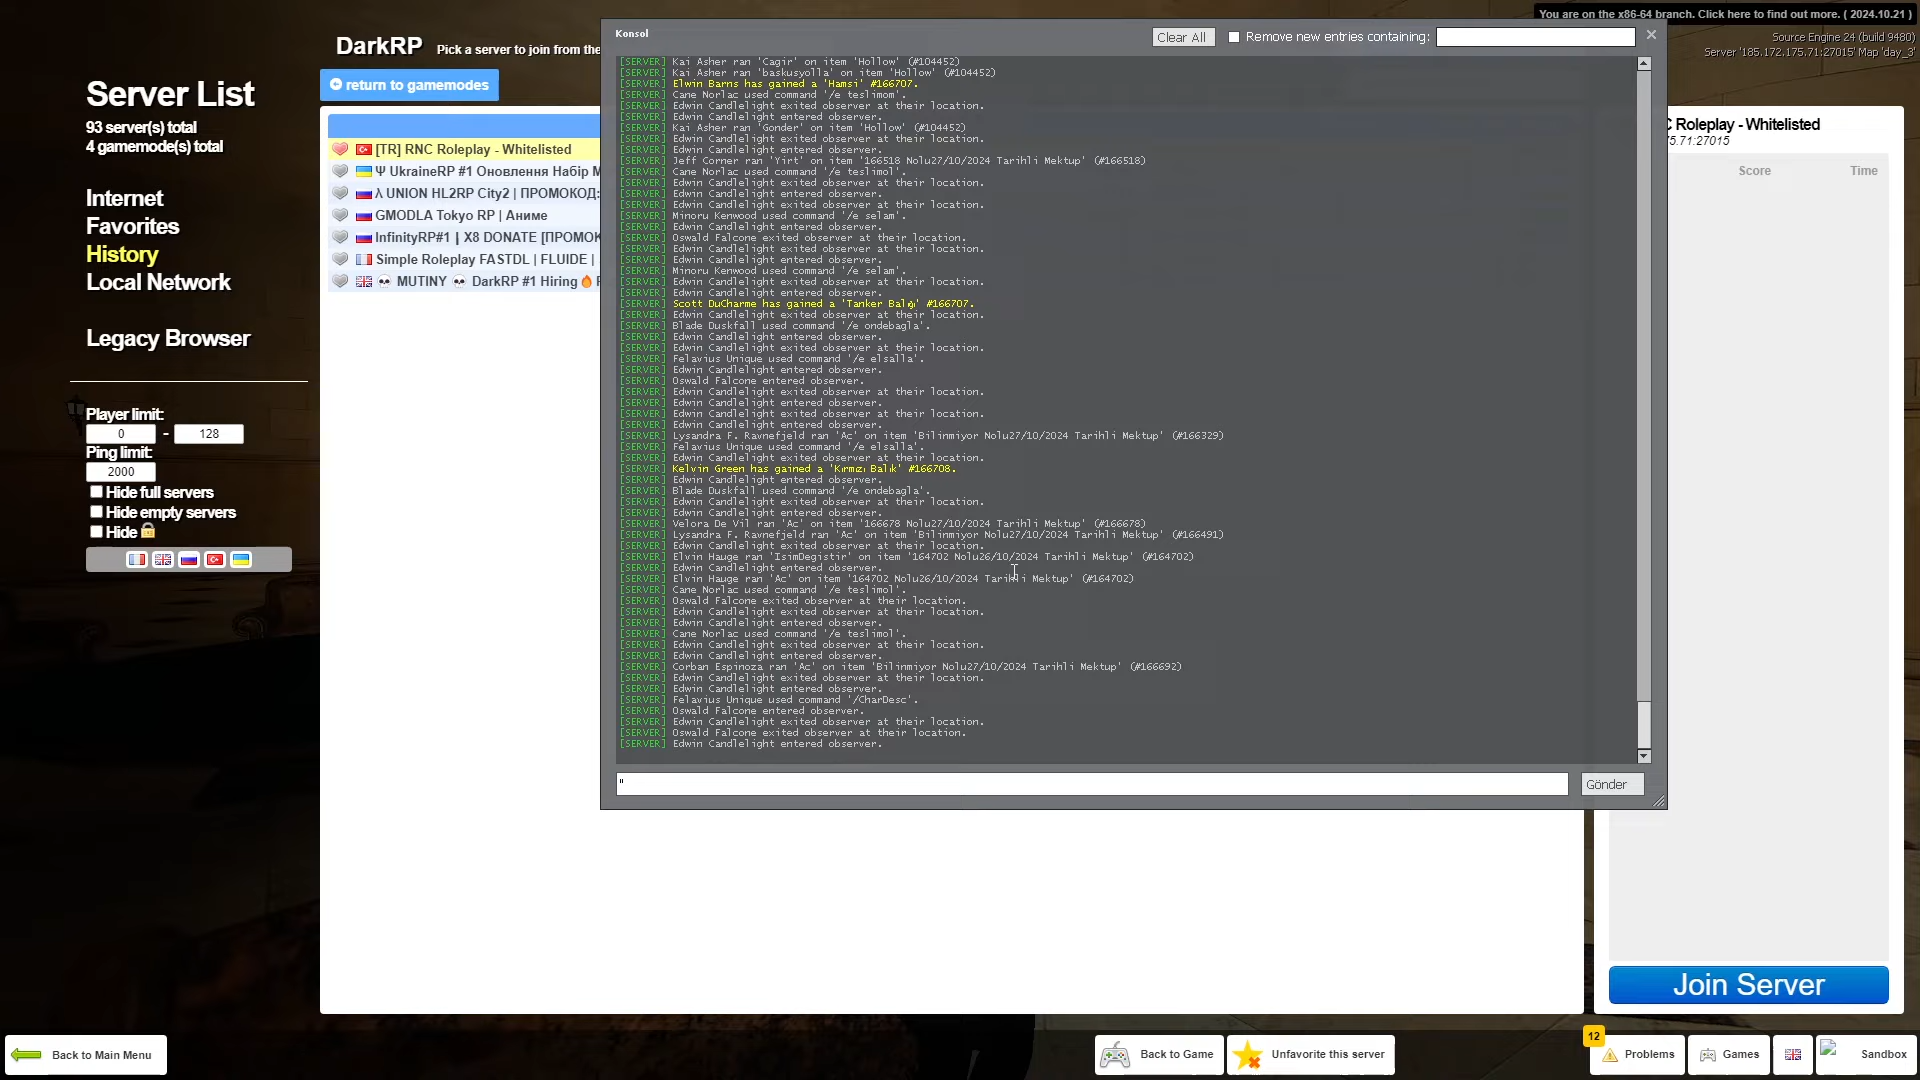 You are on the x86-64 branch. Click here to find out more. ( 2024.10.21 )
Source Engine 24 (build 9480)
Server '185.172.175.71:27015' Map 'day_3'
Server List
93 server(s) total
4 gamemode(s) total
Internet
Favorites
History
Local Network
Legacy Browser
Player limit:
0 - 128
Ping limit:
2000
Hide full servers
Hide empty servers
Hide
DarkRP Pick a server to join from the
return to gamemodes
[TR] RNC Roleplay - Whitelisted
Ψ UkraineRP #1 Оновлення Набір М
λ UNION HL2RP City2 | ПРОМОКОД:
GMODLA Tokyo RP | Аниме
InfinityRP#1 | X8 DONATE [ПРОМОК
Simple Roleplay FASTDL | FLUIDE |
MUTINY DarkRP #1 Hiring
Konsol
Clear All
Remove new entries containing:
[SERVER] Kai Asher ran 'Cagir' on item 'Hollow' (#104452)
[SERVER] Kai Asher ran 'baskusyolla' on item 'Hollow' (#104452)
[SERVER] Elwin Barns has gained a 'Hamsi' #166707.
[SERVER] Cane Norlac used command '/e teslimom'.
[SERVER] Edwin Candlelight exited observer at their location.
[SERVER] Edwin Candlelight entered observer.
[SERVER] Kai Asher ran 'Gonder' on item 'Hollow' (#104452)
[SERVER] Edwin Candlelight exited observer at their location.
[SERVER] Edwin Candlelight entered observer.
[SERVER] Jeff Corner ran 'Yirt' on item '166518 Nolu27/10/2024 Tarihli Mektup' (#166518)
[SERVER] Cane Norlac used command '/e teslimol'.
[SERVER] Edwin Candlelight exited observer at their location.
[SERVER] Edwin Candlelight entered observer.
[SERVER] Edwin Candlelight exited observer at their location.
[SERVER] Minoru Kenwood used command '/e selam'.
[SERVER] Edwin Candlelight entered observer.
[SERVER] Oswald Falcone exited observer at their location.
[SERVER] Edwin Candlelight exited observer at their location.
[SERVER] Edwin Candlelight entered observer.
[SERVER] Minoru Kenwood used command '/e selam'.
[SERVER] Edwin Candlelight exited observer at their location.
[SERVER] Edwin Candlelight entered observer.
[SERVER] Scott DuCharme has gained a 'Tanker Balığı' #166707.
[SERVER] Edwin Candlelight exited observer at their location.
[SERVER] Blade Duskfall used command '/e ondebagla'.
[SERVER] Edwin Candlelight entered observer.
[SERVER] Edwin Candlelight exited observer at their location.
[SERVER] Felavius Unique used command '/e elsalla'.
[SERVER] Edwin Candlelight entered observer.
[SERVER] Oswald Falcone entered observer.
[SERVER] Edwin Candlelight exited observer at their location.
[SERVER] Edwin Candlelight entered observer.
[SERVER] Edwin Candlelight exited observer at their location.
[SERVER] Edwin Candlelight entered observer.
[SERVER] Lysandra F. Ravnefjeld ran 'Ac' on item 'Bilinmiyor Nolu27/10/2024 Tarihli Mektup' (#166329)
[SERVER] Felavius Unique used command '/e elsalla'.
[SERVER] Edwin Candlelight exited observer at their location.
[SERVER] Kelvin Green has gained a 'Kırmızı Balık' #166708.
[SERVER] Edwin Candlelight entered observer.
[SERVER] Blade Duskfall used command '/e ondebagla'.
[SERVER] Edwin Candlelight exited observer at their location.
[SERVER] Edwin Candlelight entered observer.
[SERVER] Velora De Vil ran 'Ac' on item '166678 Nolu27/10/2024 Tarihli Mektup' (#166678)
[SERVER] Lysandra F. Ravnefjeld ran 'Ac' on item 'Bilinmiyor Nolu27/10/2024 Tarihli Mektup' (#166491)
[SERVER] Edwin Candlelight exited observer at their location.
[SERVER] Elvin Hauge ran 'IsimDegistir' on item '164702 Nolu26/10/2024 Tarihli Mektup' (#164702)
[SERVER] Edwin Candlelight entered observer.
[SERVER] Elvin Hauge ran 'Ac' on item '164702 Nolu26/10/2024 Tarihli Mektup' (#164702)
[SERVER] Cane Norlac used command '/e teslimol'.
[SERVER] Oswald Falcone exited observer at their location.
[SERVER] Edwin Candlelight exited observer at their location.
[SERVER] Edwin Candlelight entered observer.
[SERVER] Cane Norlac used command '/e teslimol'.
[SERVER] Edwin Candlelight exited observer at their location.
[SERVER] Edwin Candlelight entered observer.
[SERVER] Corban Espinoza ran 'Ac' on item 'Bilinmiyor Nolu27/10/2024 Tarihli Mektup' (#166692)
[SERVER] Edwin Candlelight exited observer at their location.
[SERVER] Edwin Candlelight entered observer.
[SERVER] Felavius Unique used command '/CharDesc'.
[SERVER] Oswald Falcone entered observer.
[SERVER] Edwin Candlelight exited observer at their location.
[SERVER] Oswald Falcone exited observer at their location.
[SERVER] Edwin Candlelight entered observer.
"
Gönder
C Roleplay - Whitelisted
5.71:27015
Score Time
Join Server
Back to Main Menu
Back to Game
Unfavorite this server
12
Problems
Games
Sandbox